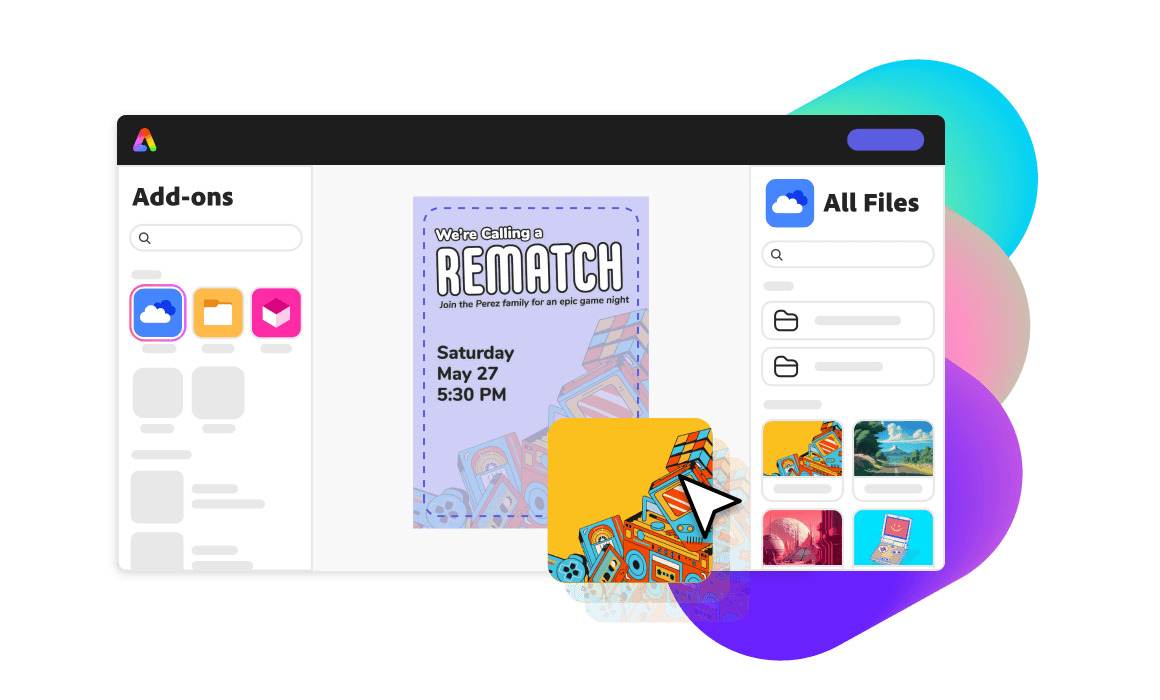 Add-ons
We're Calling a
REMATCH
Join the Perez family for an epic game night
Saturday
May 27
5:30 PM
All Files